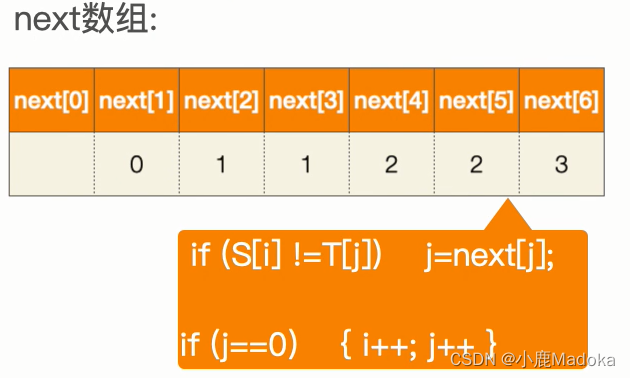 next数组:
next[0] next[1] next[2] next[3] next[4] next[5] next[6]
0 1 1 2 2 3
if (S[i] !=T[j]) j=next[j];
if (j==0) { i++; j++ }
CSDN @小鹿Madoka